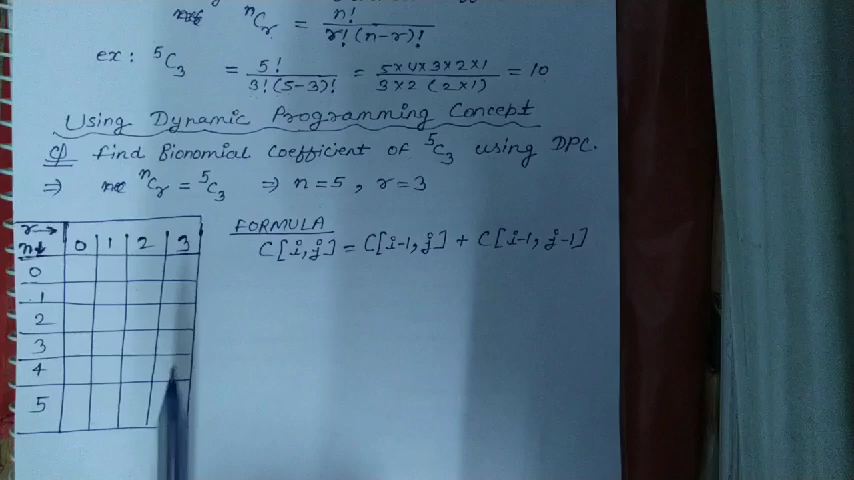 ⁿCᵣ = n! / r!(n-r)!
ex: ⁵C₃ = 5! / 3!(5-3)! = 5×4×3×2×1 / 3×2(2×1) = 10
Using Dynamic Programming Concept
Q find Bionomial Coefficient of ⁵C₃ using DPC.
⇒ ⁿCᵣ = ⁵C₃ ⇒ n=5, r=3
FORMULA
C[i,j] = C[i-1,j] + C[i-1,j-1]
r→
n↓ 0 1 2 3
0
1
2
3
4
5